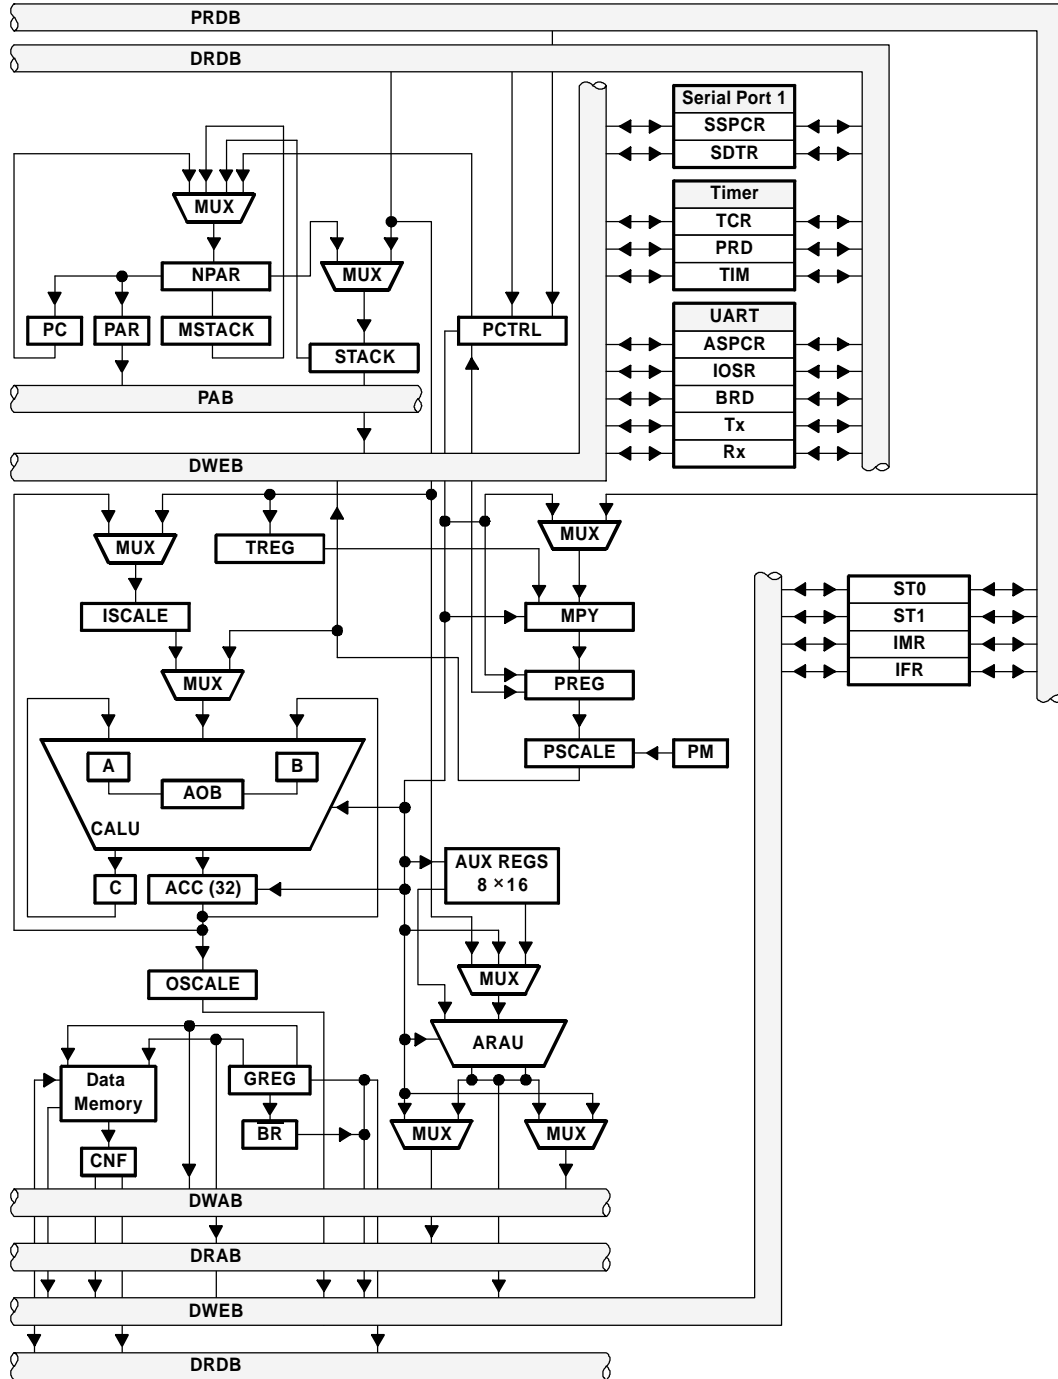 PRDB
DRDB
Serial Port 1
SSPCR
SDTR
MUX
Timer
TCR
PRD
TIM
NPAR
MUX
PC
PAR
MSTACK
PCTRL
STACK
UART
ASPCR
IOSR
BRD
Tx
Rx
PAB
DWEB
MUX
TREG
MUX
ISCALE
MPY
ST0
ST1
IMR
IFR
MUX
PREG
A
B
AOB
CALU
PSCALE
PM
C
ACC (32)
AUX REGS
8 × 16
OSCALE
MUX
ARAU
Data
Memory
GREG
BR
CNF
MUX
MUX
DWAB
DRAB
DWEB
DRDB